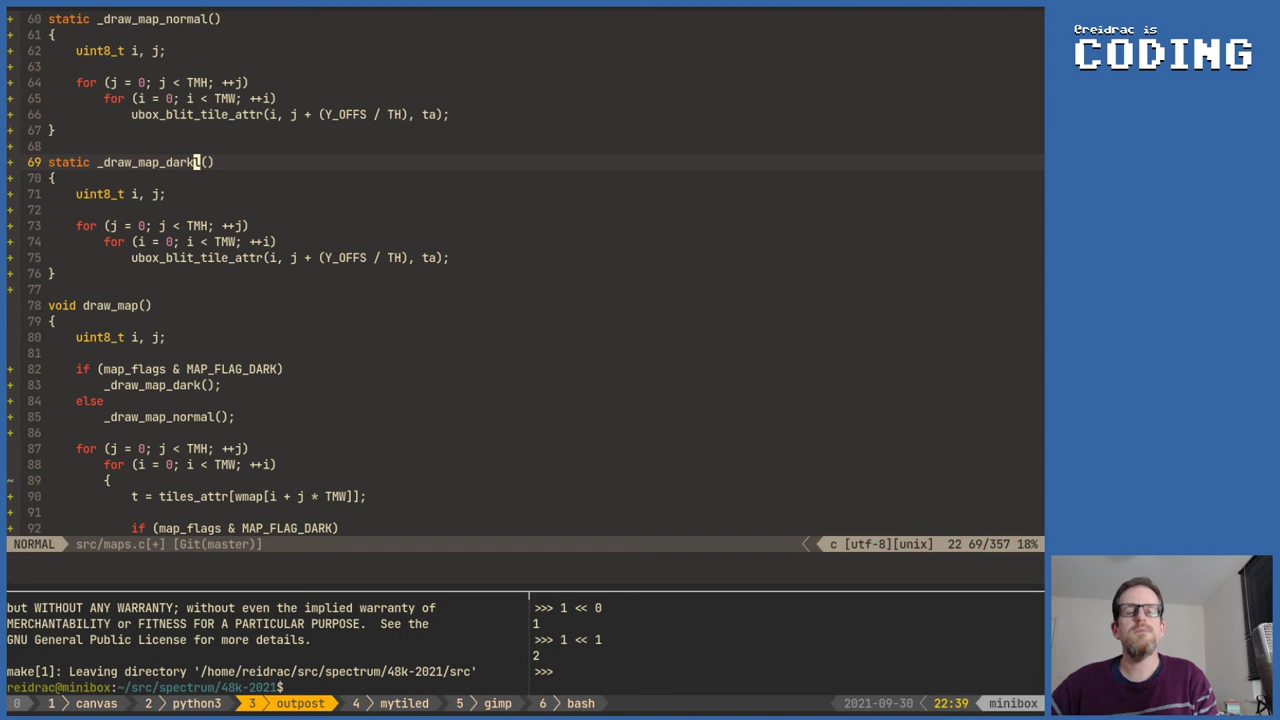 @reidrac is
CODING
+ 60 static _draw_map_normal()
+ 61 {
+ 62     uint8_t i, j;
+ 63
+ 64     for (j = 0; j < TMH; ++j)
+ 65         for (i = 0; i < TMW; ++i)
+ 66             ubox_blit_tile_attr(i, j + (Y_OFFS / TH), ta);
+ 67 }
+ 68
+ 69 static _draw_map_darkl()
+ 70 {
+ 71     uint8_t i, j;
+ 72
+ 73     for (j = 0; j < TMH; ++j)
+ 74         for (i = 0; i < TMW; ++i)
+ 75             ubox_blit_tile_attr(i, j + (Y_OFFS / TH), ta);
+ 76 }
+ 77
78 void draw_map()
79 {
80     uint8_t i, j;
81
+ 82     if (map_flags & MAP_FLAG_DARK)
+ 83         _draw_map_dark();
+ 84     else
+ 85         _draw_map_normal();
+ 86
87     for (j = 0; j < TMH; ++j)
88         for (i = 0; i < TMW; ++i)
~ 89         {
+ 90             t = tiles_attr[wmap[i + j * TMW]];
+ 91
+ 92             if (map_flags & MAP_FLAG_DARK)
NORMAL src/maps.c[+] [Git(master)] c [utf-8][unix] 22 69/357 18%
but WITHOUT ANY WARRANTY; without even the implied warranty of
MERCHANTABILITY or FITNESS FOR A PARTICULAR PURPOSE.  See the
GNU General Public License for more details.
make[1]: Leaving directory '/home/reidrac/src/spectrum/48k-2021/src'
reidrac@minibox:~/src/spectrum/48k-2021$
>>> 1 << 0
1
>>> 1 << 1
2
>>>
0 1 canvas 2 python3 3 outpost 4 mytiled 5 gimp 6 bash 2021-09-30 22:39 minibox